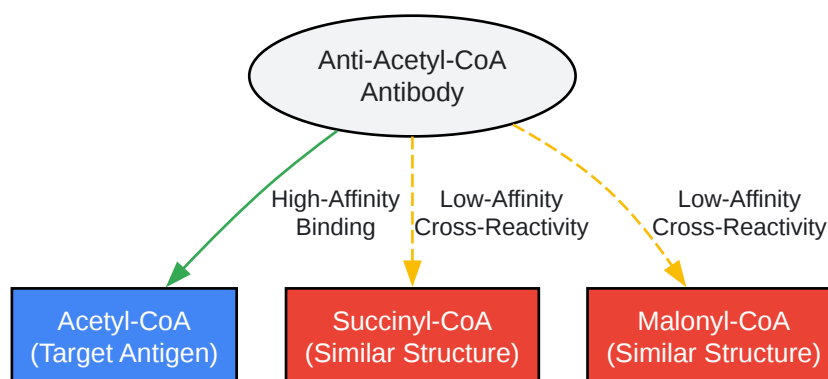 Anti-Acetyl-CoA
Antibody
High-Affinity
Binding
Low-Affinity
Cross-Reactivity
Low-Affinity
Cross-Reactivity
Acetyl-CoA
(Target Antigen)
Succinyl-CoA
(Similar Structure)
Malonyl-CoA
(Similar Structure)